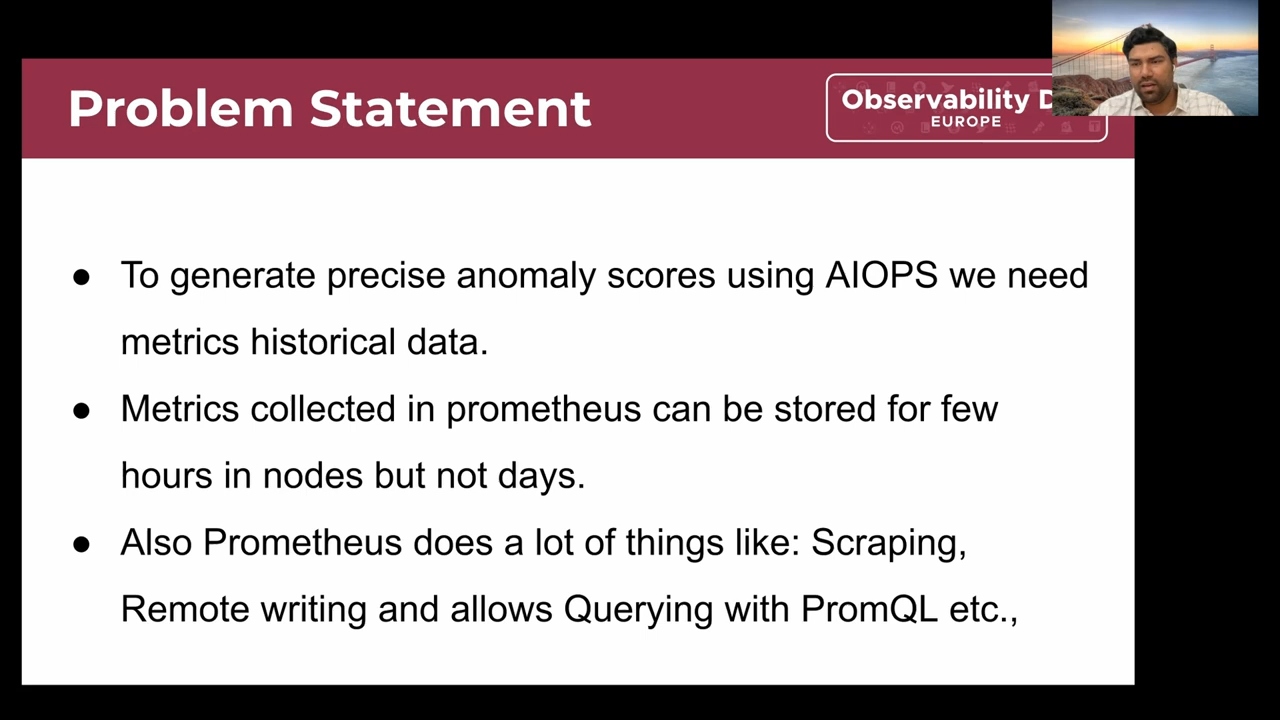 Problem Statement
Observability
EUROPE
● To generate precise anomaly scores using AIOPS we need
metrics historical data.
● Metrics collected in prometheus can be stored for few
hours in nodes but not days.
● Also Prometheus does a lot of things like: Scraping,
Remote writing and allows Querying with PromQL etc.,